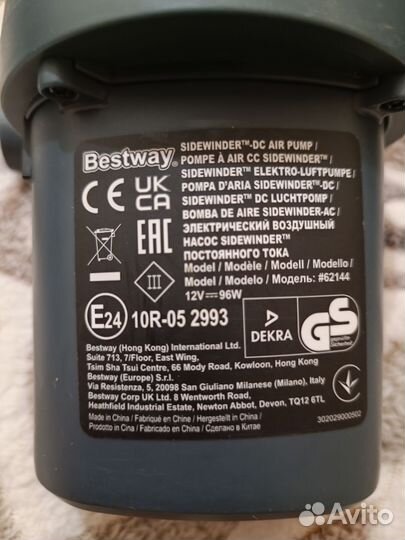 Bestway®
SIDEWINDER™-DC AIR PUMP /
POMPE À AIR CC SIDEWINDER™ /
SIDEWINDER™ ELEKTRO-LUFTPUMPE /
POMPA D'ARIA SIDEWINDER™-DC /
SIDEWINDER™ DC LUCHTPOMP /
BOMBA DE AIRE SIDEWINDER-AC /
ЭЛЕКТРИЧЕСКИЙ ВОЗДУШНЫЙ
НАСОС SIDEWINDER™
ПОСТОЯННОГО ТОКА
Model / Modèle / Modell / Modello /
Model / Modelo / Модель: #62144
12V⎓96W
CE
UK
CA
EAC
III
E24
10R-05 2993
DEKRA
geprüfte
Sicherheit
GS
Bestway (Hong Kong) International Ltd.
Suite 713, 7/Floor, East Wing,
Tsim Sha Tsui Centre, 66 Mody Road, Kowloon, Hong Kong
Bestway (Europe) S.r.l.
Via Resistenza, 5, 20098 San Giuliano Milanese (Milano), Italy
Bestway Corp UK Ltd. 8 Wentworth Road,
Heathfield Industrial Estate, Newton Abbot, Devon, TQ12 6TL
Made in China / Fabriqué en Chine / Hergestellt in China /
Prodotto in Cina / Fabricado en China / Сделано в Китае
302029000502
Avito